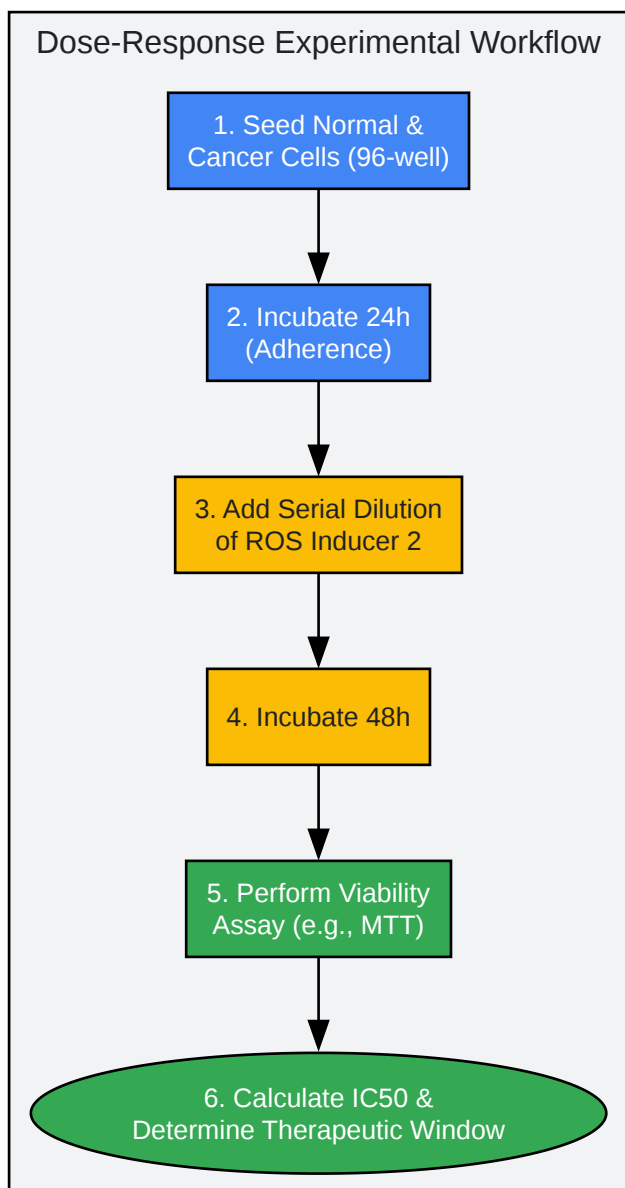 Dose-Response Experimental Workflow
1. Seed Normal &
Cancer Cells (96-well)
2. Incubate 24h
(Adherence)
3. Add Serial Dilution
of ROS Inducer 2
4. Incubate 48h
5. Perform Viability
Assay (e.g., MTT)
6. Calculate IC50 &
Determine Therapeutic Window